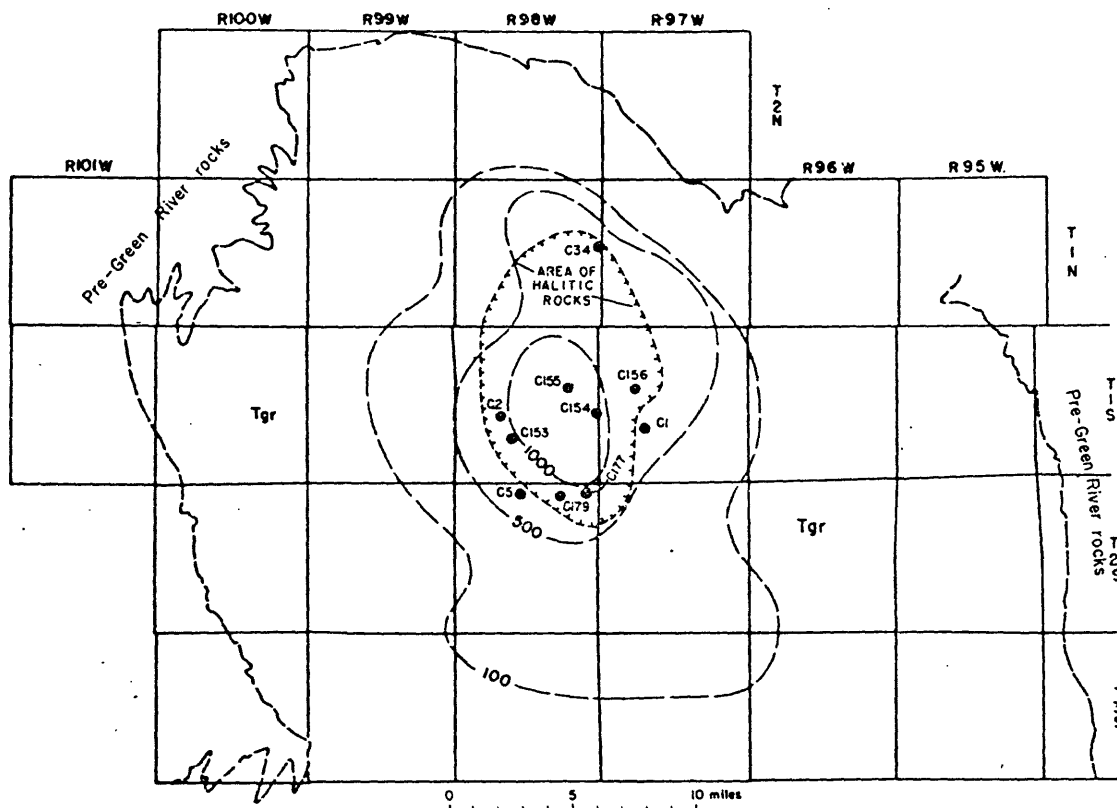 R100W R99W R98W R97W
T2N
R101W R96W R95W.
Pre-Green River rocks
T1N
C34
AREA OF
HALITIC
ROCKS
C155 C156
T-S
Tgr
C2 C154 C1
C153
1000
C177
Pre-Green River rocks
C5 C179
500
Tgr
100
0 5 10 miles